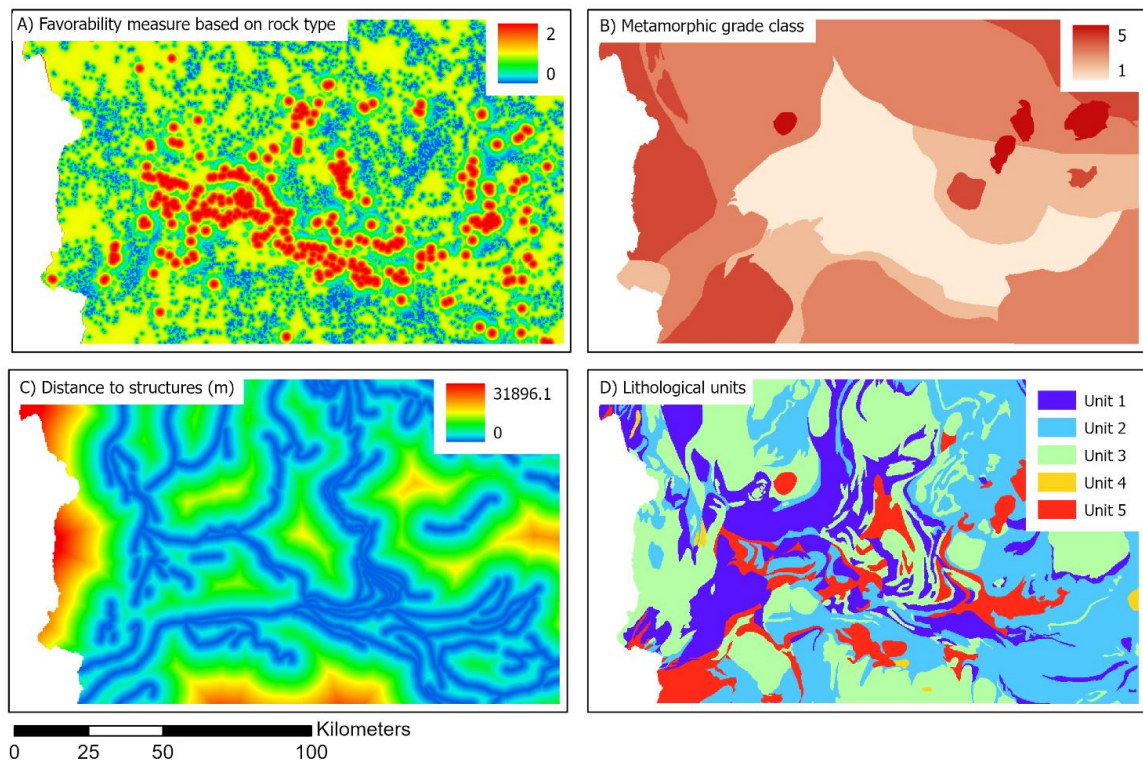 A) Favorability measure based on rock type
2
0
B) Metamorphic grade class
5
1
C) Distance to structures (m)
31896.1
0
D) Lithological units
Unit 1
Unit 2
Unit 3
Unit 4
Unit 5
Kilometers
0 25 50 100